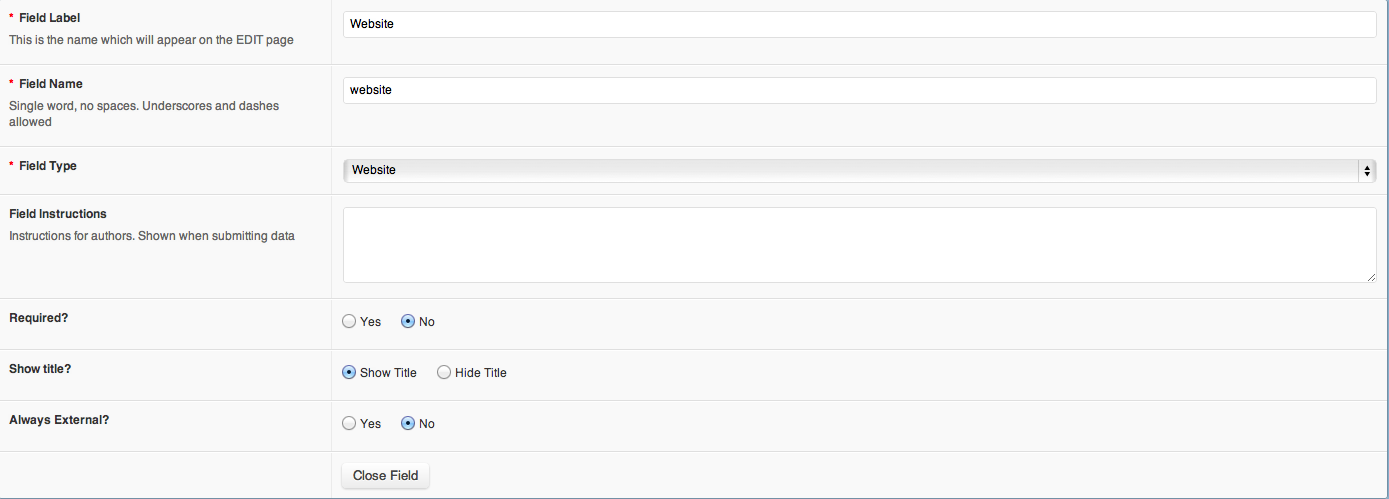 * Field Label
This is the name which will appear on the EDIT page
Website
* Field Name
Single word, no spaces. Underscores and dashes
allowed
website
* Field Type
Website
Field Instructions
Instructions for authors. Shown when submitting data
Required?
Yes No
Show title?
Show Title Hide Title
Always External?
Yes No
Close Field